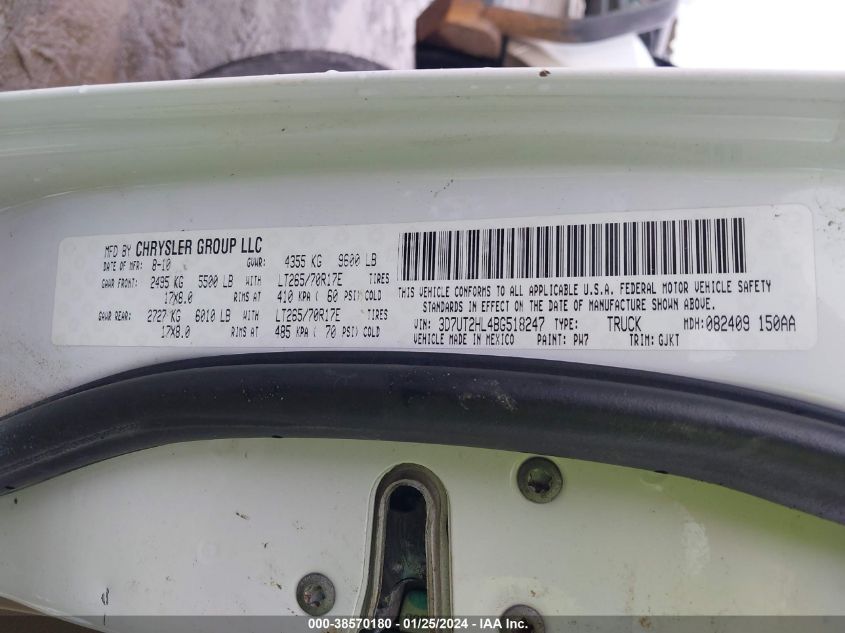 MFD BY CHRYSLER GROUP LLC
DATE OF MFR: 8-10 GVWR: 4355 KG 9600 LB
GAWR FRONT: 2495 KG 5500 LB WITH LT265/70R17E TIRES
17X8.0 RIMS AT 410 KPA ( 60 PSI) COLD
GAWR REAR: 2727 KG 6010 LB WITH LT265/70R17E TIRES
17X8.0 RIMS AT 485 KPA ( 70 PSI) COLD
THIS VEHICLE CONFORMS TO ALL APPLICABLE U.S.A. FEDERAL MOTOR VEHICLE SAFETY
STANDARDS IN EFFECT ON THE DATE OF MANUFACTURE SHOWN ABOVE.
VIN: 3D7UT2HL4BG518247 TYPE: TRUCK MDH:082409 150AA
VEHICLE MADE IN MEXICO PAINT: PW7 TRIM: GJKT
000-38570180 - 01/25/2024 - IAA Inc.